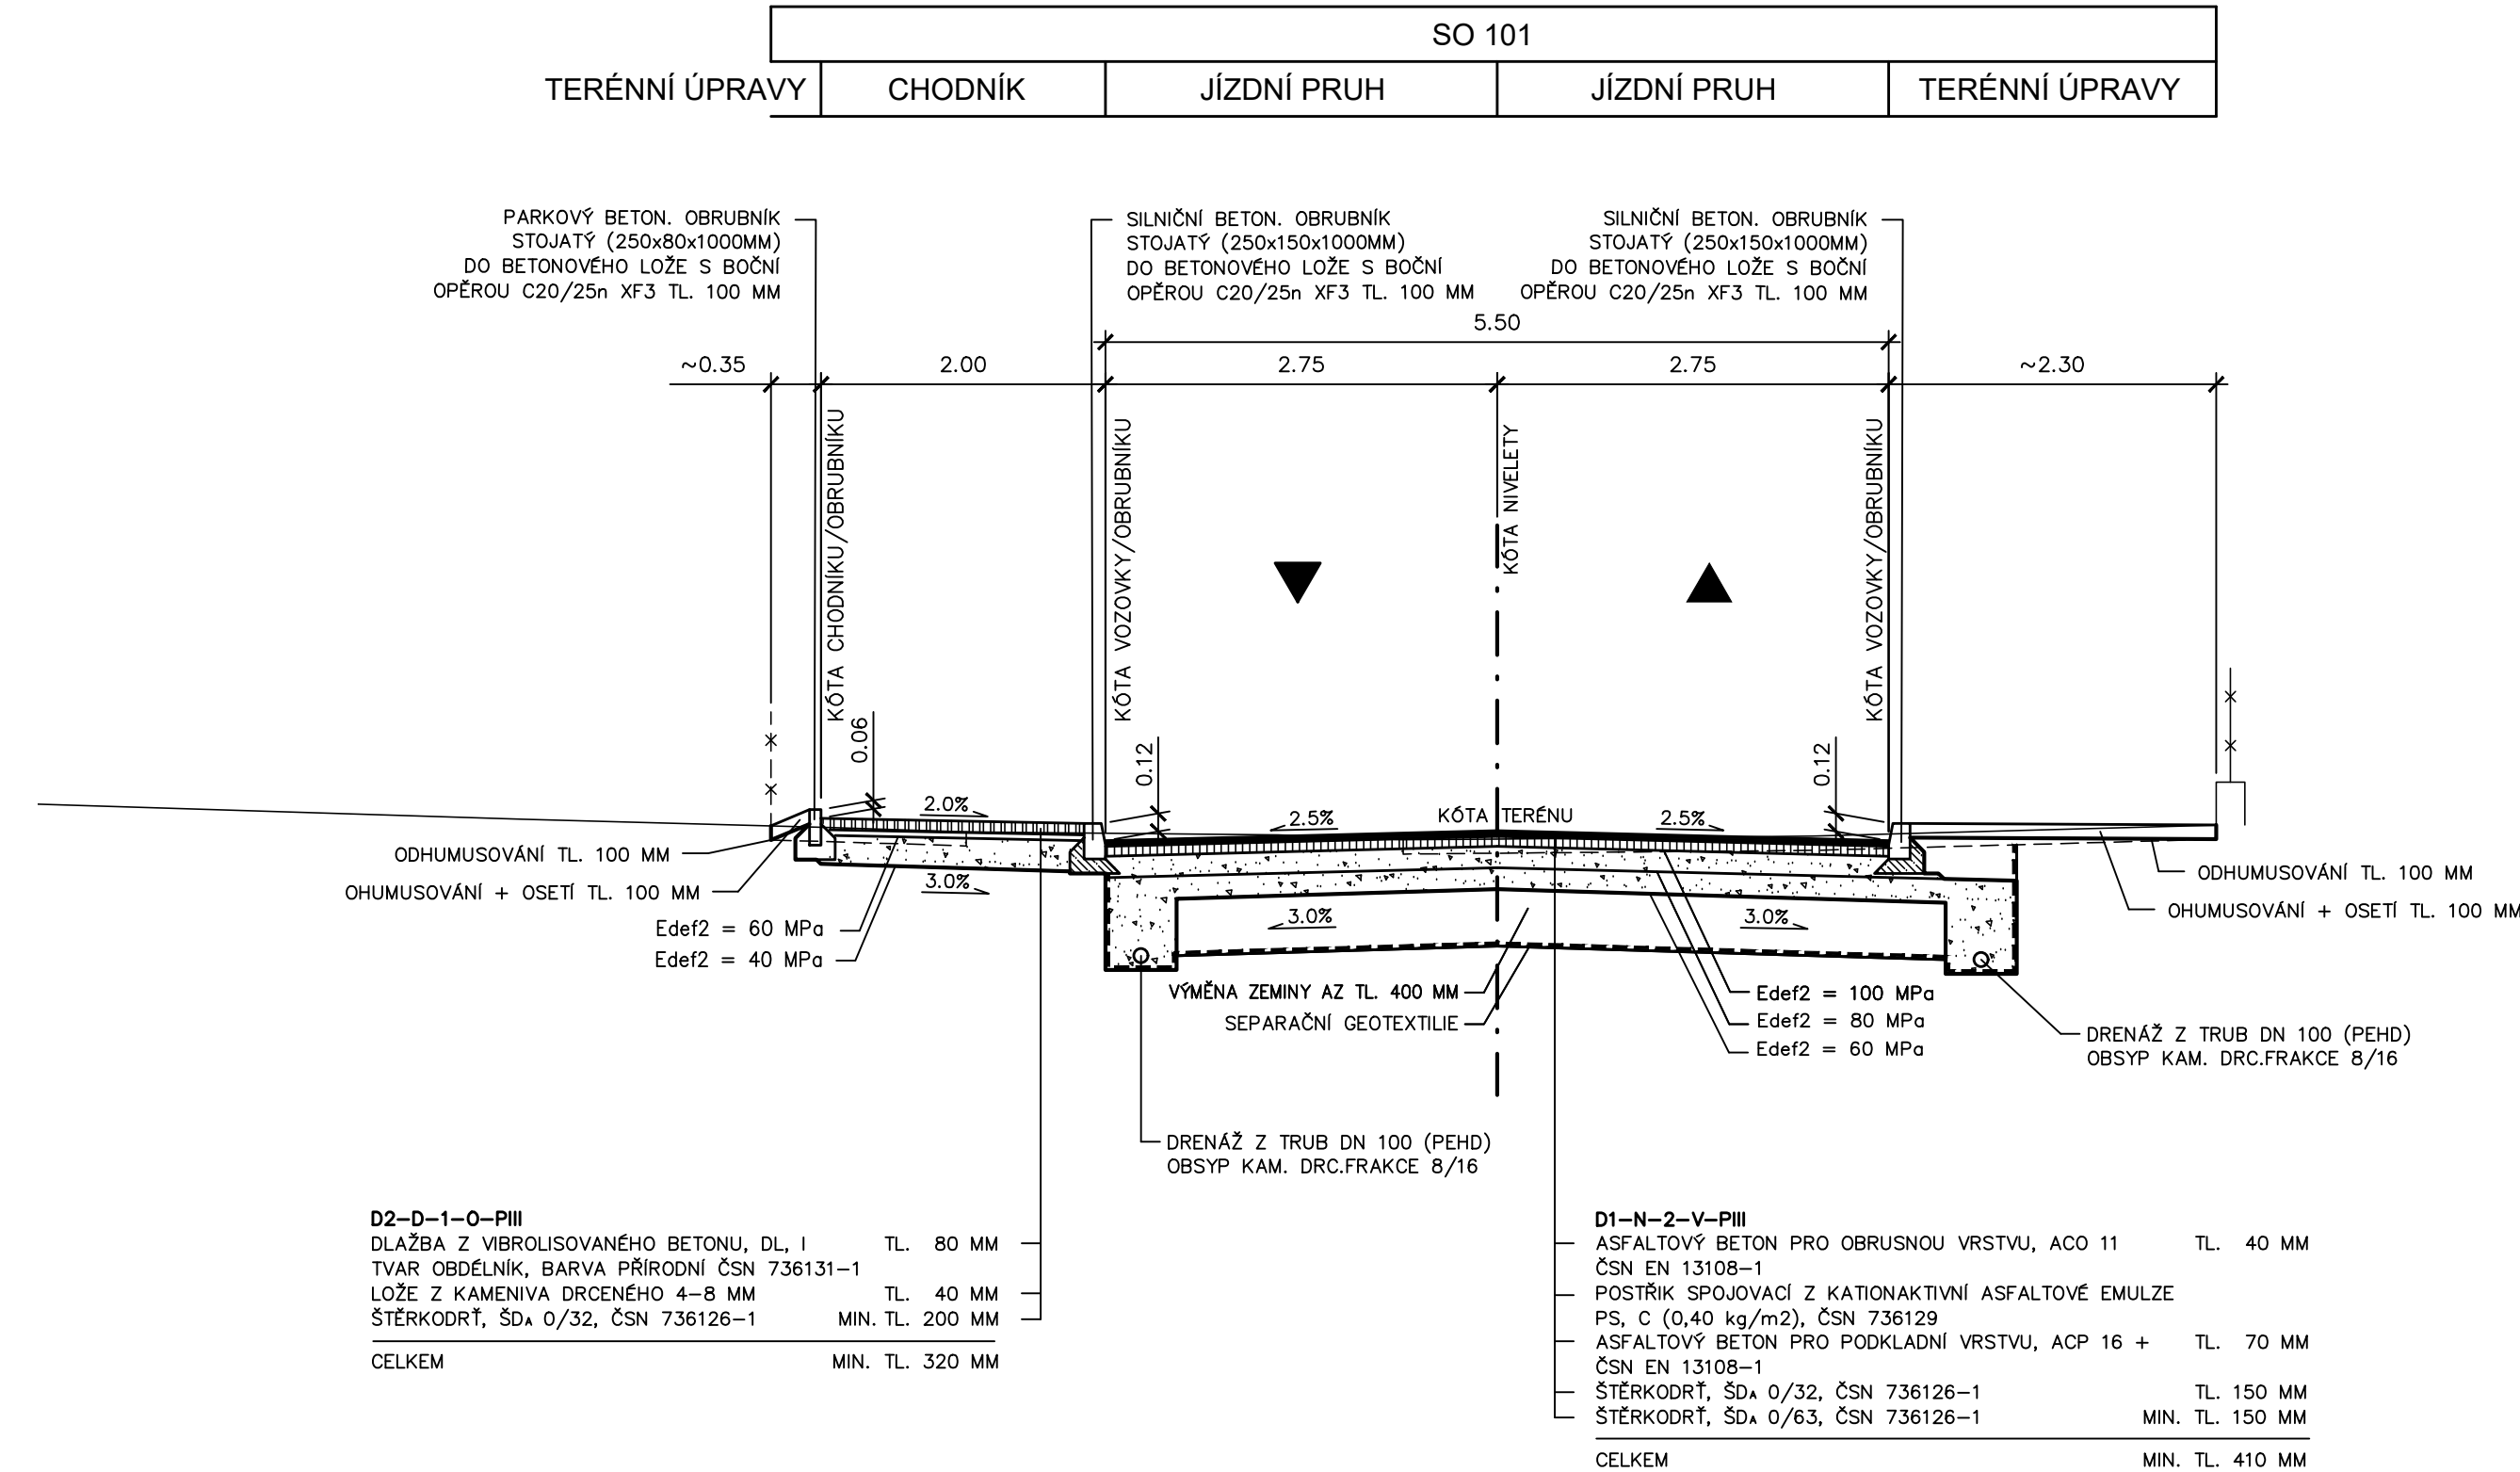 SO 101
TERÉNNÍ ÚPRAVY CHODNÍK JÍZDNÍ PRUH JÍZDNÍ PRUH TERÉNNÍ ÚPRAVY
PARKOVÝ BETON. OBRUBNÍK
STOJATÝ (250x80x1000MM)
DO BETONOVÉHO LOŽE S BOČNÍ
OPĚROU C20/25n XF3 TL. 100 MM
SILNIČNÍ BETON. OBRUBNÍK
STOJATÝ (250x150x1000MM)
DO BETONOVÉHO LOŽE S BOČNÍ
OPĚROU C20/25n XF3 TL. 100 MM
SILNIČNÍ BETON. OBRUBNÍK
STOJATÝ (250x150x1000MM)
DO BETONOVÉHO LOŽE S BOČNÍ
OPĚROU C20/25n XF3 TL. 100 MM
5.50
~0.35 2.00 2.75 2.75 ~2.30
KÓTA CHODNÍKU/OBRUBNÍKU
KÓTA VOZOVKY/OBRUBNÍKU
KÓTA NIVELETY
KÓTA VOZOVKY/OBRUBNÍKU
0.06
0.12
0.12
2.0%
2.5%
KÓTA TERÉNU
2.5%
3.0%
3.0%
3.0%
ODHUMUSOVÁNÍ TL. 100 MM
OHUMUSOVÁNÍ + OSETÍ TL. 100 MM
Edef2 = 60 MPa
Edef2 = 40 MPa
VÝMĚNA ZEMINY AZ TL. 400 MM
SEPARAČNÍ GEOTEXTILIE
Edef2 = 100 MPa
Edef2 = 80 MPa
Edef2 = 60 MPa
ODHUMUSOVÁNÍ TL. 100 MM
OHUMUSOVÁNÍ + OSETÍ TL. 100 MM
DRENÁŽ Z TRUB DN 100 (PEHD)
OBSYP KAM. DRC.FRAKCE 8/16
DRENÁŽ Z TRUB DN 100 (PEHD)
OBSYP KAM. DRC.FRAKCE 8/16
D2-D-1-O-PIII
DLAŽBA Z VIBROLISOVANÉHO BETONU, DL, I TL. 80 MM
TVAR OBDÉLNÍK, BARVA PŘÍRODNÍ ČSN 736131-1
LOŽE Z KAMENIVA DRCENÉHO 4-8 MM TL. 40 MM
ŠTĚRKODRŤ, ŠDA 0/32, ČSN 736126-1 MIN. TL. 200 MM
CELKEM MIN. TL. 320 MM
D1-N-2-V-PIII
ASFALTOVÝ BETON PRO OBRUSNOU VRSTVU, ACO 11 TL. 40 MM
ČSN EN 13108-1
POSTŘIK SPOJOVACÍ Z KATIONAKTIVNÍ ASFALTOVÉ EMULZE
PS, C (0,40 kg/m2), ČSN 736129
ASFALTOVÝ BETON PRO PODKLADNÍ VRSTVU, ACP 16 + TL. 70 MM
ČSN EN 13108-1
ŠTĚRKODRŤ, ŠDA 0/32, ČSN 736126-1 TL. 150 MM
ŠTĚRKODRŤ, ŠDA 0/63, ČSN 736126-1 MIN. TL. 150 MM
CELKEM MIN. TL. 410 MM